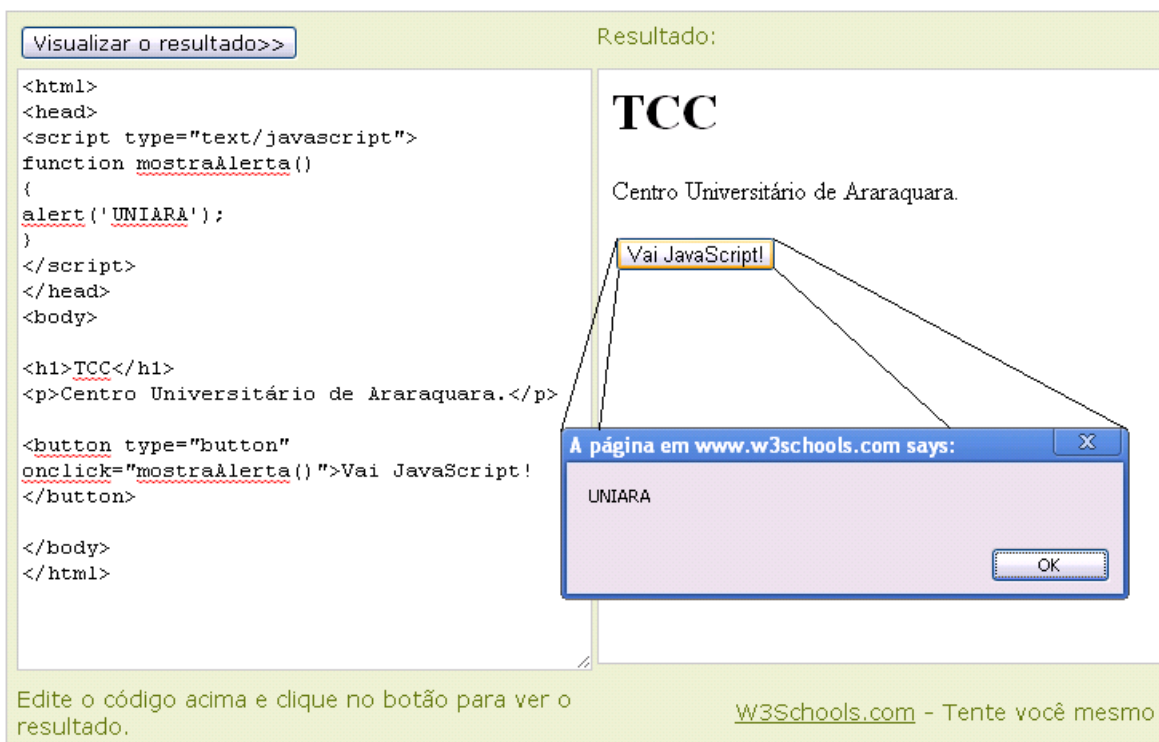 Visualizar o resultado>>
Resultado:
<html>
<head>
<script type="text/javascript">
function mostraAlerta()
{
alert('UNIARA');
}
</script>
</head>
<body>
<h1>TCC</h1>
<p>Centro Universitário de Araraquara.</p>
<button type="button"
onclick="mostraAlerta()">Vai JavaScript!
</button>
</body>
</html>
TCC
Centro Universitário de Araraquara.
Vai JavaScript!
A página em www.w3schools.com says:
X
UNIARA
OK
Edite o código acima e clique no botão para ver o
resultado.
W3Schools.com - Tente você mesmo